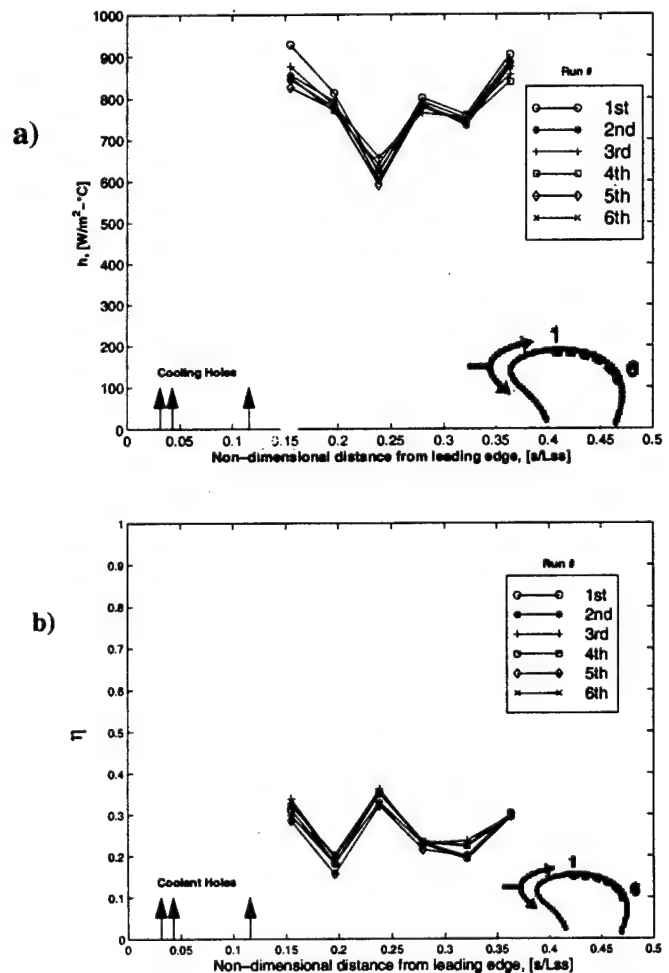 a)
h, [W/m²-°C]
1000
900
800
700
600
500
400
300
200
100
0
Run #
1st
2nd
3rd
4th
5th
6th
Cooling Holes
1
6
0
0.05
0.1
0.15
0.2
0.25
0.3
0.35
0.4
0.45
0.5
Non-dimensional distance from leading edge, [s/Lss]
b)
η
1
0.9
0.8
0.7
0.6
0.5
0.4
0.3
0.2
0.1
0
Run #
1st
2nd
3rd
4th
5th
6th
Coolant Holes
1
6
0
0.05
0.1
0.15
0.2
0.25
0.3
0.35
0.4
0.45
0.5
Non-dimensional distance from leading edge, [s/Lss]